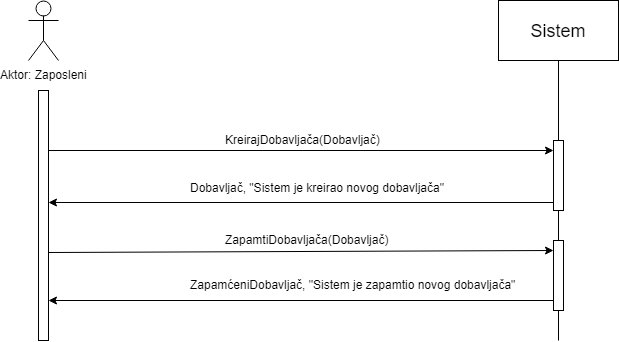 Sistem
Aktor: Zaposleni
KreirajDobavljača(Dobavljač)
Dobavljač, "Sistem je kreirao novog dobavljača"
ZapamtiDobavljača(Dobavljač)
ZapamćeniDobavljač, "Sistem je zapamtio novog dobavljača"